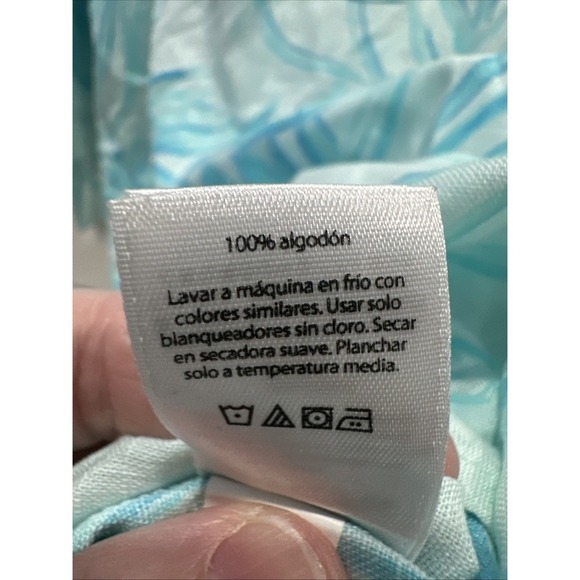 100% algodón
Lavar a máquina en frío con
colores similares. Usar solo
blanqueadores sin cloro. Secar
en secadora suave. Planchar
solo a temperatura media.